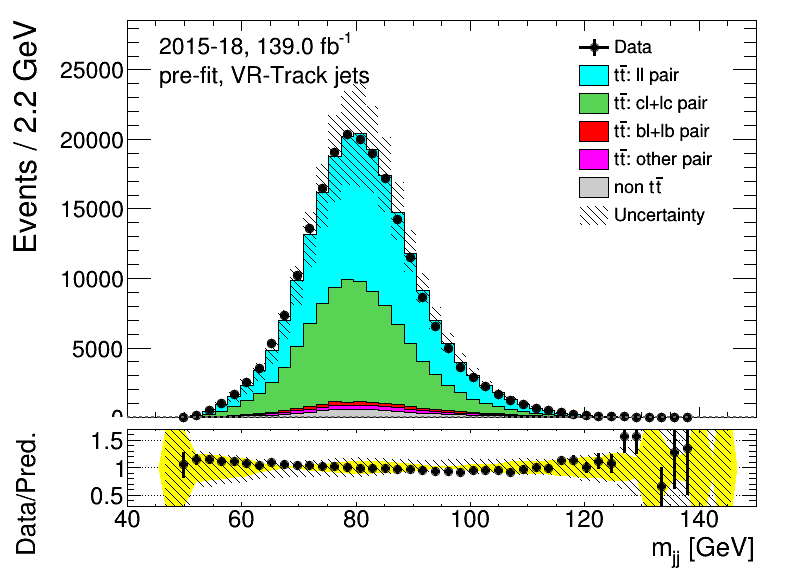 Events / 2.2 GeV
2015-18, 139.0 fb⁻¹
pre-fit, VR-Track jets
Data
tt̄: ll pair
tt̄: cl+lc pair
tt̄: bl+lb pair
tt̄: other pair
non tt̄
Uncertainty
25000
20000
15000
10000
5000
0
Data/Pred.
1.5
1
0.5
40 60 80 100 120 140
m_jj [GeV]